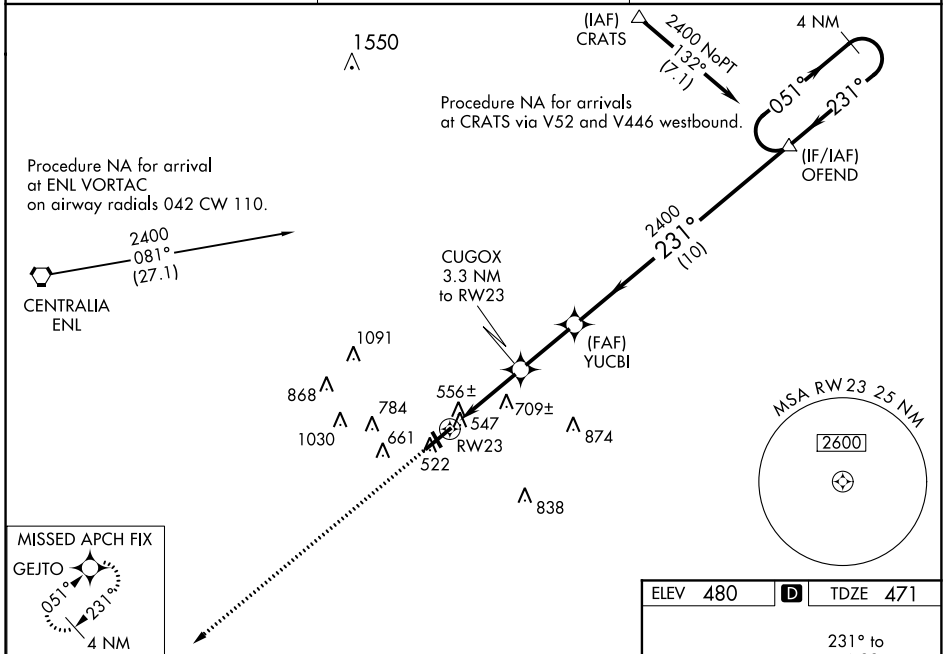 1550
(IAF)
CRATS
2400 NoPT
132°
(7.1)
4 NM
051°
231°
Procedure NA for arrivals
at CRATS via V52 and V446 westbound.
(IF/IAF)
OFEND
Procedure NA for arrival
at ENL VORTAC
on airway radials 042 CW 110.
2400
081°
(27.1)
CENTRALIA
ENL
2400
231°
(10)
CUGOX
3.3 NM
to RW23
(FAF)
YUCBI
1091
868
1030
784
661
556±
547
709±
874
RW23
522
838
MSA RW23 25 NM
2600
MISSED APCH FIX
GEJTO
051°
231°
4 NM
ELEV 480 D TDZE 471
231° to